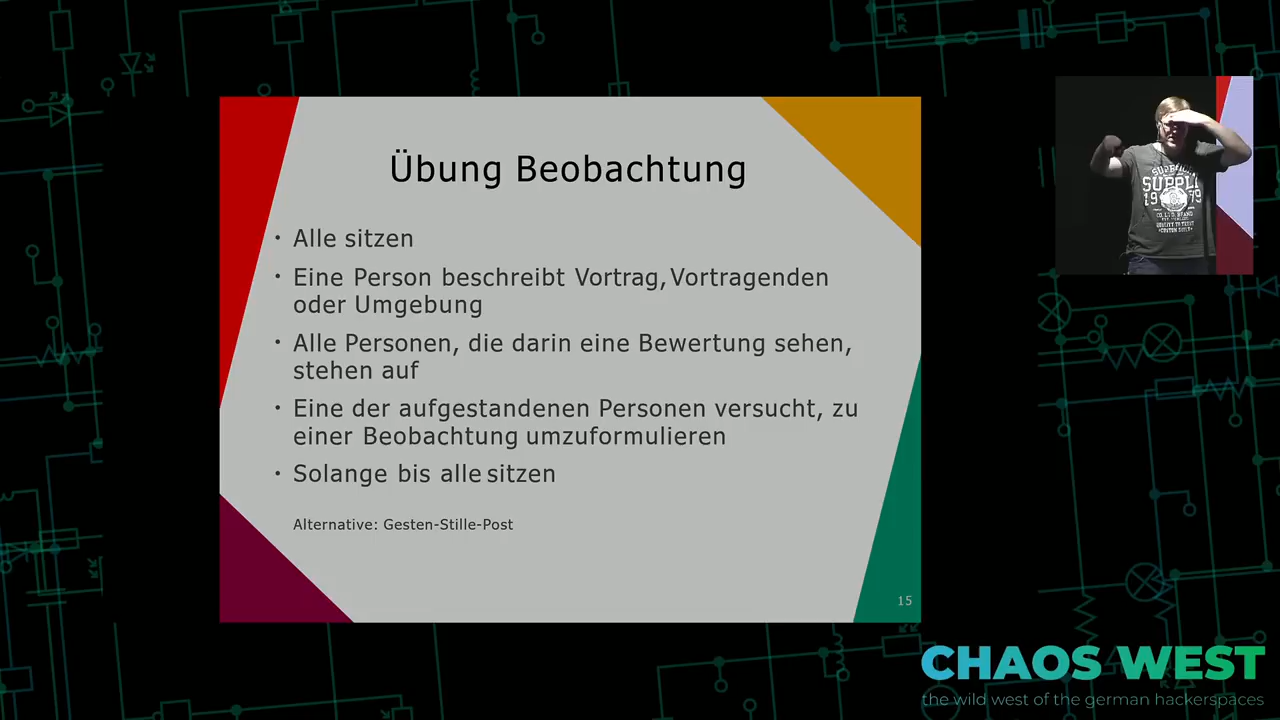 Übung Beobachtung
• Alle sitzen
• Eine Person beschreibt Vortrag, Vortragenden
oder Umgebung
• Alle Personen, die darin eine Bewertung sehen,
stehen auf
• Eine der aufgestandenen Personen versucht, zu
einer Beobachtung umzuformulieren
• Solange bis alle sitzen
Alternative: Gesten-Stille-Post
15
SUPPLY
1979
CHAOS WEST
the wild west of the german hackerspaces